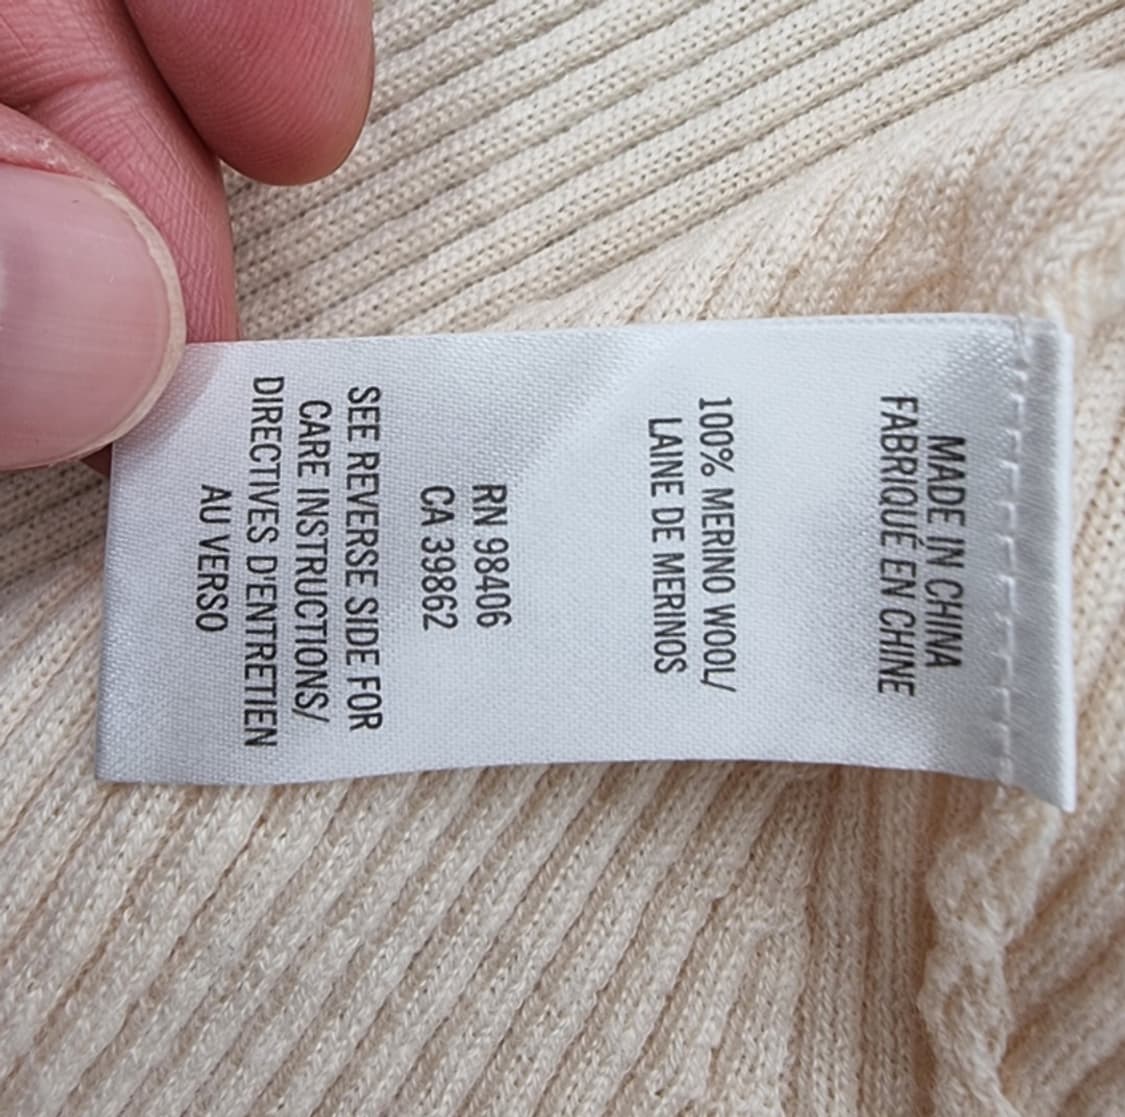 MADE IN CHINA
FABRIQUÉ EN CHINE
100% MERINO WOOL/
LAINE DE MERINOS
RN 98406
CA 39862
SEE REVERSE SIDE FOR
CARE INSTRUCTIONS/
DIRECTIVES D'ENTRETIEN
AU VERSO